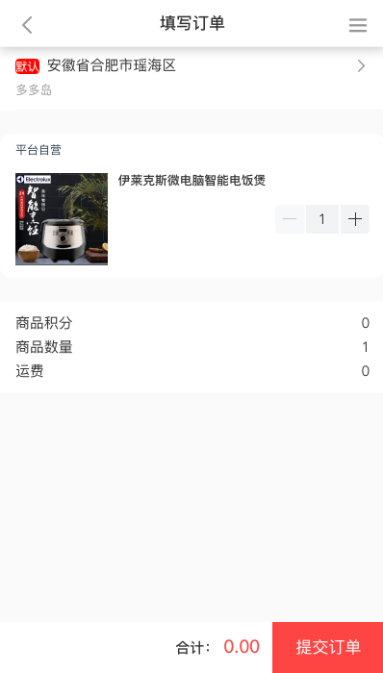 填写订单
默认 安徽省合肥市瑶海区
多多岛
平台自营
伊莱克斯微电脑智能电饭煲
Electrolux
智能烹饪
1
商品积分 0
商品数量 1
运费 0
合计： 0.00 提交订单